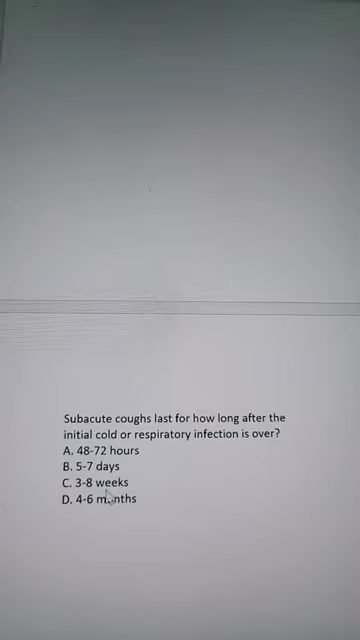 Subacute coughs last for how long after the
initial cold or respiratory infection is over?
A. 48-72 hours
B. 5-7 days
C. 3-8 weeks
D. 4-6 months